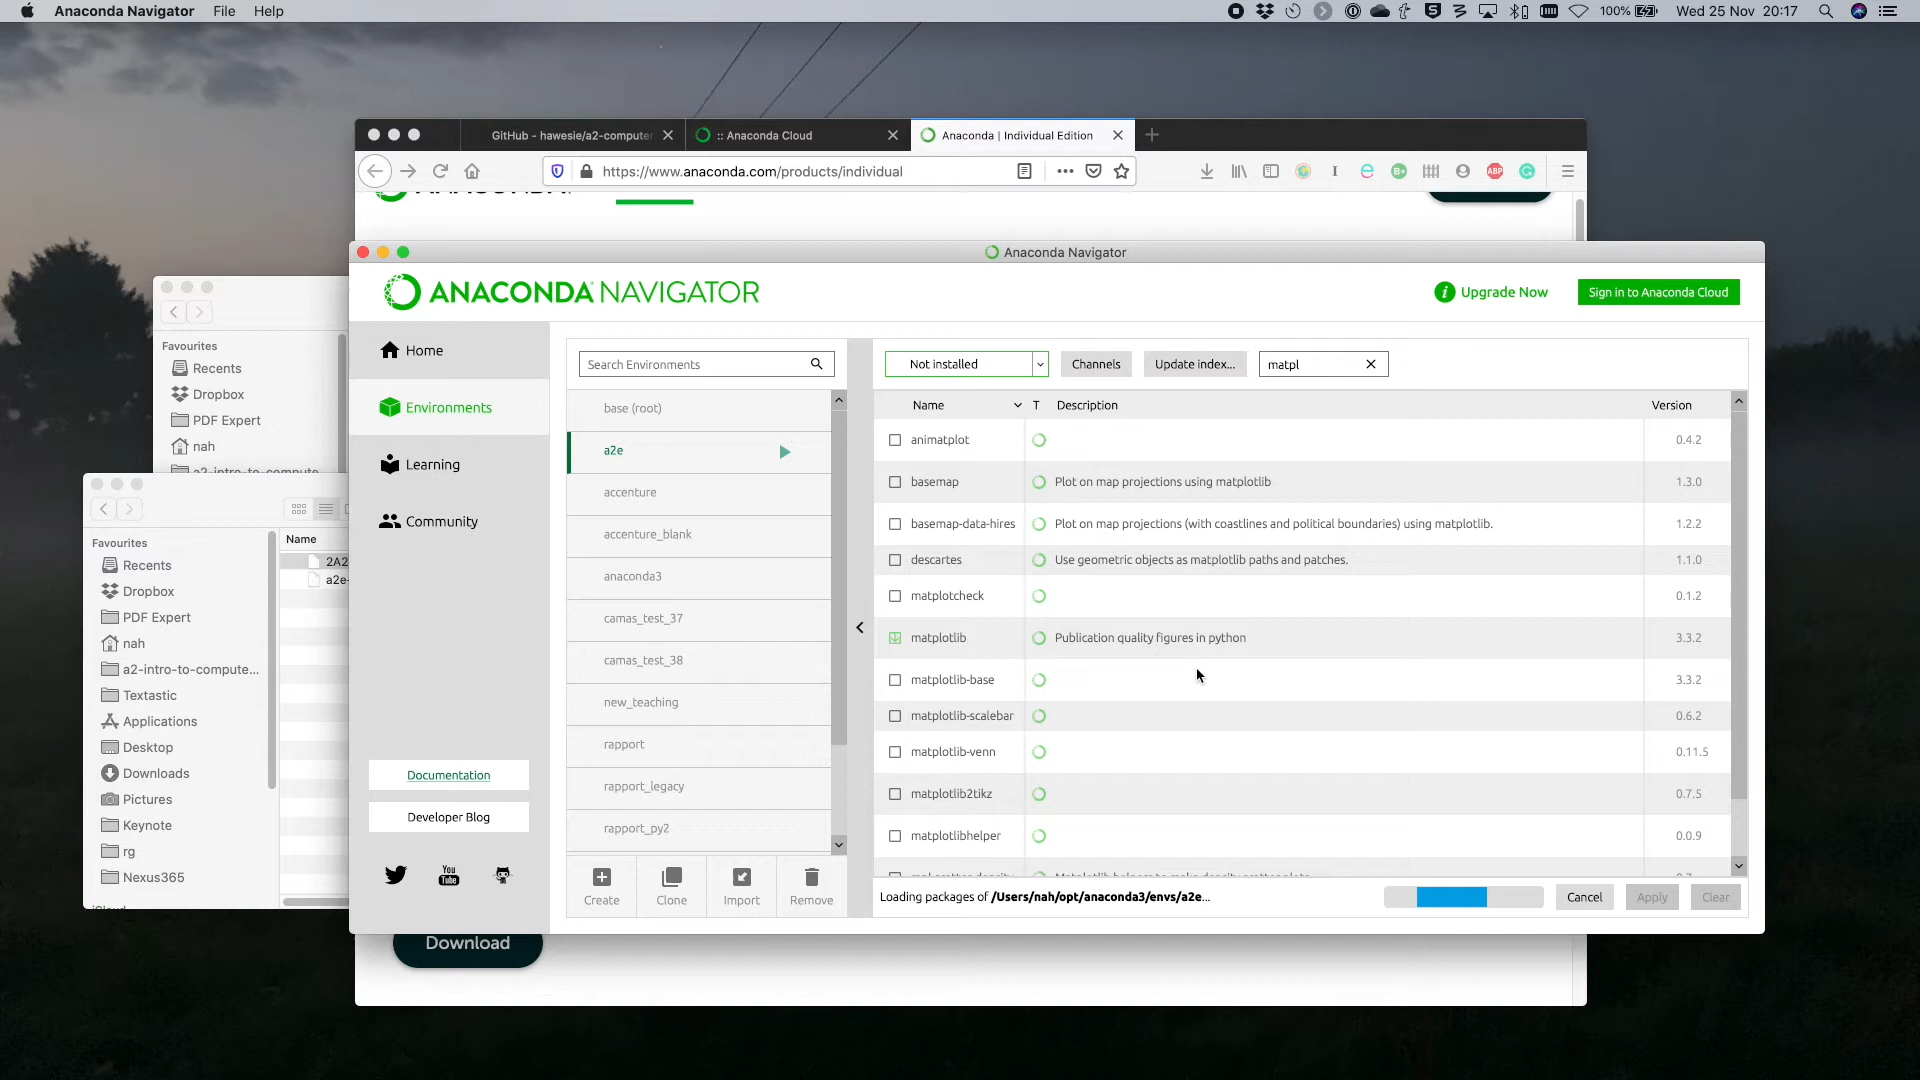 Anaconda Navigator File Help 100% Wed 25 Nov 20:17
GitHub - hawesie/a2-computer :: Anaconda Cloud Anaconda | Individual Edition
https://www.anaconda.com/products/individual
Anaconda Navigator
ANACONDA NAVIGATOR
Upgrade Now Sign in to Anaconda Cloud
Home
Environments
Learning
Community
Documentation
Developer Blog
Search Environments
base (root)
a2e
accenture
accenture_blank
anaconda3
camas_test_37
camas_test_38
new_teaching
rapport
rapport_legacy
rapport_py2
Create Clone Import Remove
Not installed Channels Update index... matpl
Name T Description Version
animatplot 0.4.2
basemap Plot on map projections using matplotlib 1.3.0
basemap-data-hires Plot on map projections (with coastlines and political boundaries) using matplotlib. 1.2.2
descartes Use geometric objects as matplotlib paths and patches. 1.1.0
matplotcheck 0.1.2
matplotlib Publication quality figures in python 3.3.2
matplotlib-base 3.3.2
matplotlib-scalebar 0.6.2
matplotlib-venn 0.11.5
matplotlib2tikz 0.7.5
matplotlibhelper 0.0.9
Loading packages of /Users/nah/opt/anaconda3/envs/a2e... Cancel Apply Clear
Favourites
Recents
Dropbox
PDF Expert
nah
Favourites
Recents
Dropbox
PDF Expert
nah
a2-intro-to-compute...
Textastic
Applications
Desktop
Downloads
Pictures
Keynote
rg
Nexus365
Name
2A2
a2e-
Download